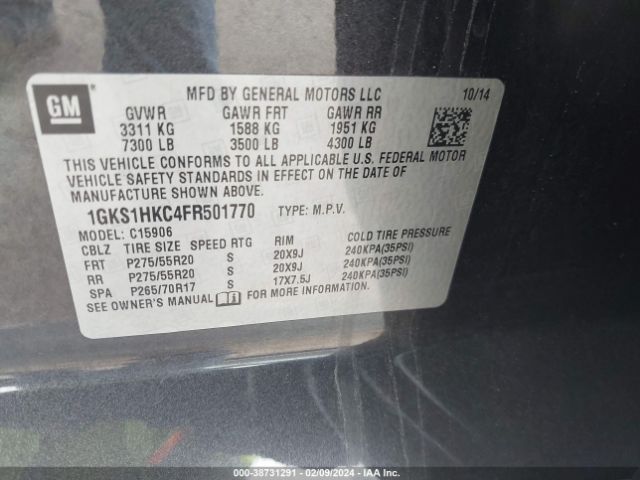 GM
MFD BY GENERAL MOTORS LLC 10/14
GVWR GAWR FRT GAWR RR
3311 KG 1588 KG 1951 KG
7300 LB 3500 LB 4300 LB
THIS VEHICLE CONFORMS TO ALL APPLICABLE U.S. FEDERAL MOTOR
VEHICLE SAFETY STANDARDS IN EFFECT ON THE DATE OF
MANUFACTURE SHOWN ABOVE.
1GKS1HKC4FR501770 TYPE: M.P.V.
MODEL: C15906
CBLZ TIRE SIZE SPEED RTG RIM COLD TIRE PRESSURE
FRT P275/55R20 S 20X9J 240KPA(35PSI)
RR P275/55R20 S 20X9J 240KPA(35PSI)
SPA P265/70R17 S 17X7.5J 240KPA(35PSI)
SEE OWNER'S MANUAL FOR MORE INFORMATION.
000-38731291 / 02/09/2024 / IAA Inc.